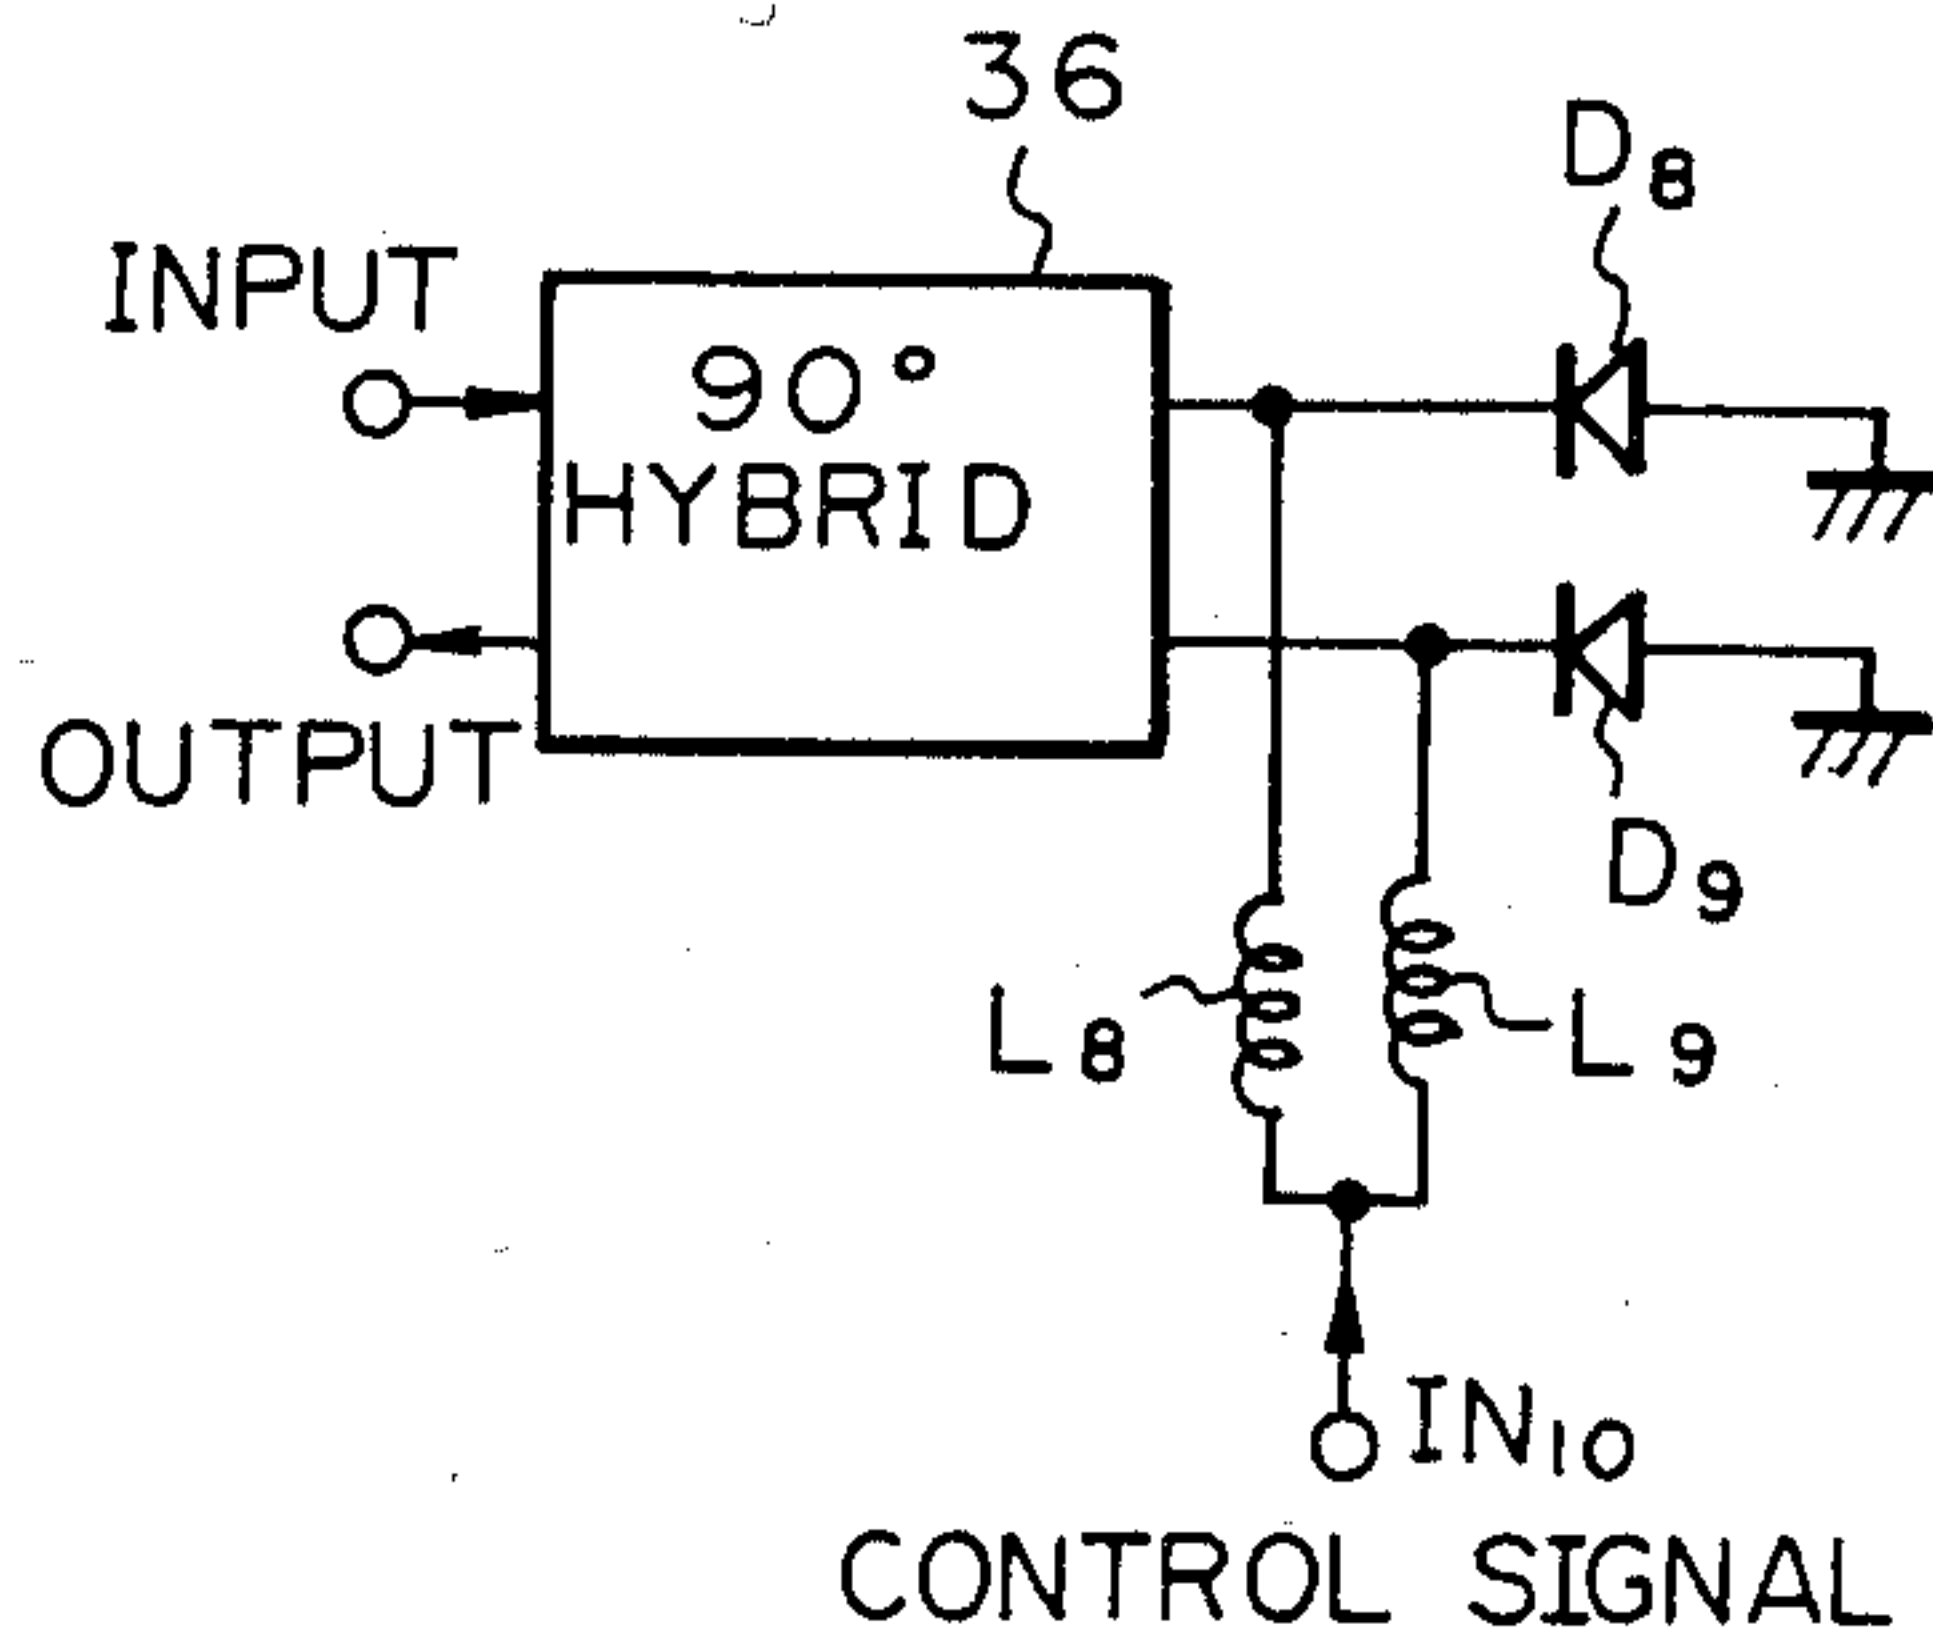 36
D8
INPUT
90°
HYBRID
OUTPUT
D9
L8
L9
IN10
CONTROL SIGNAL